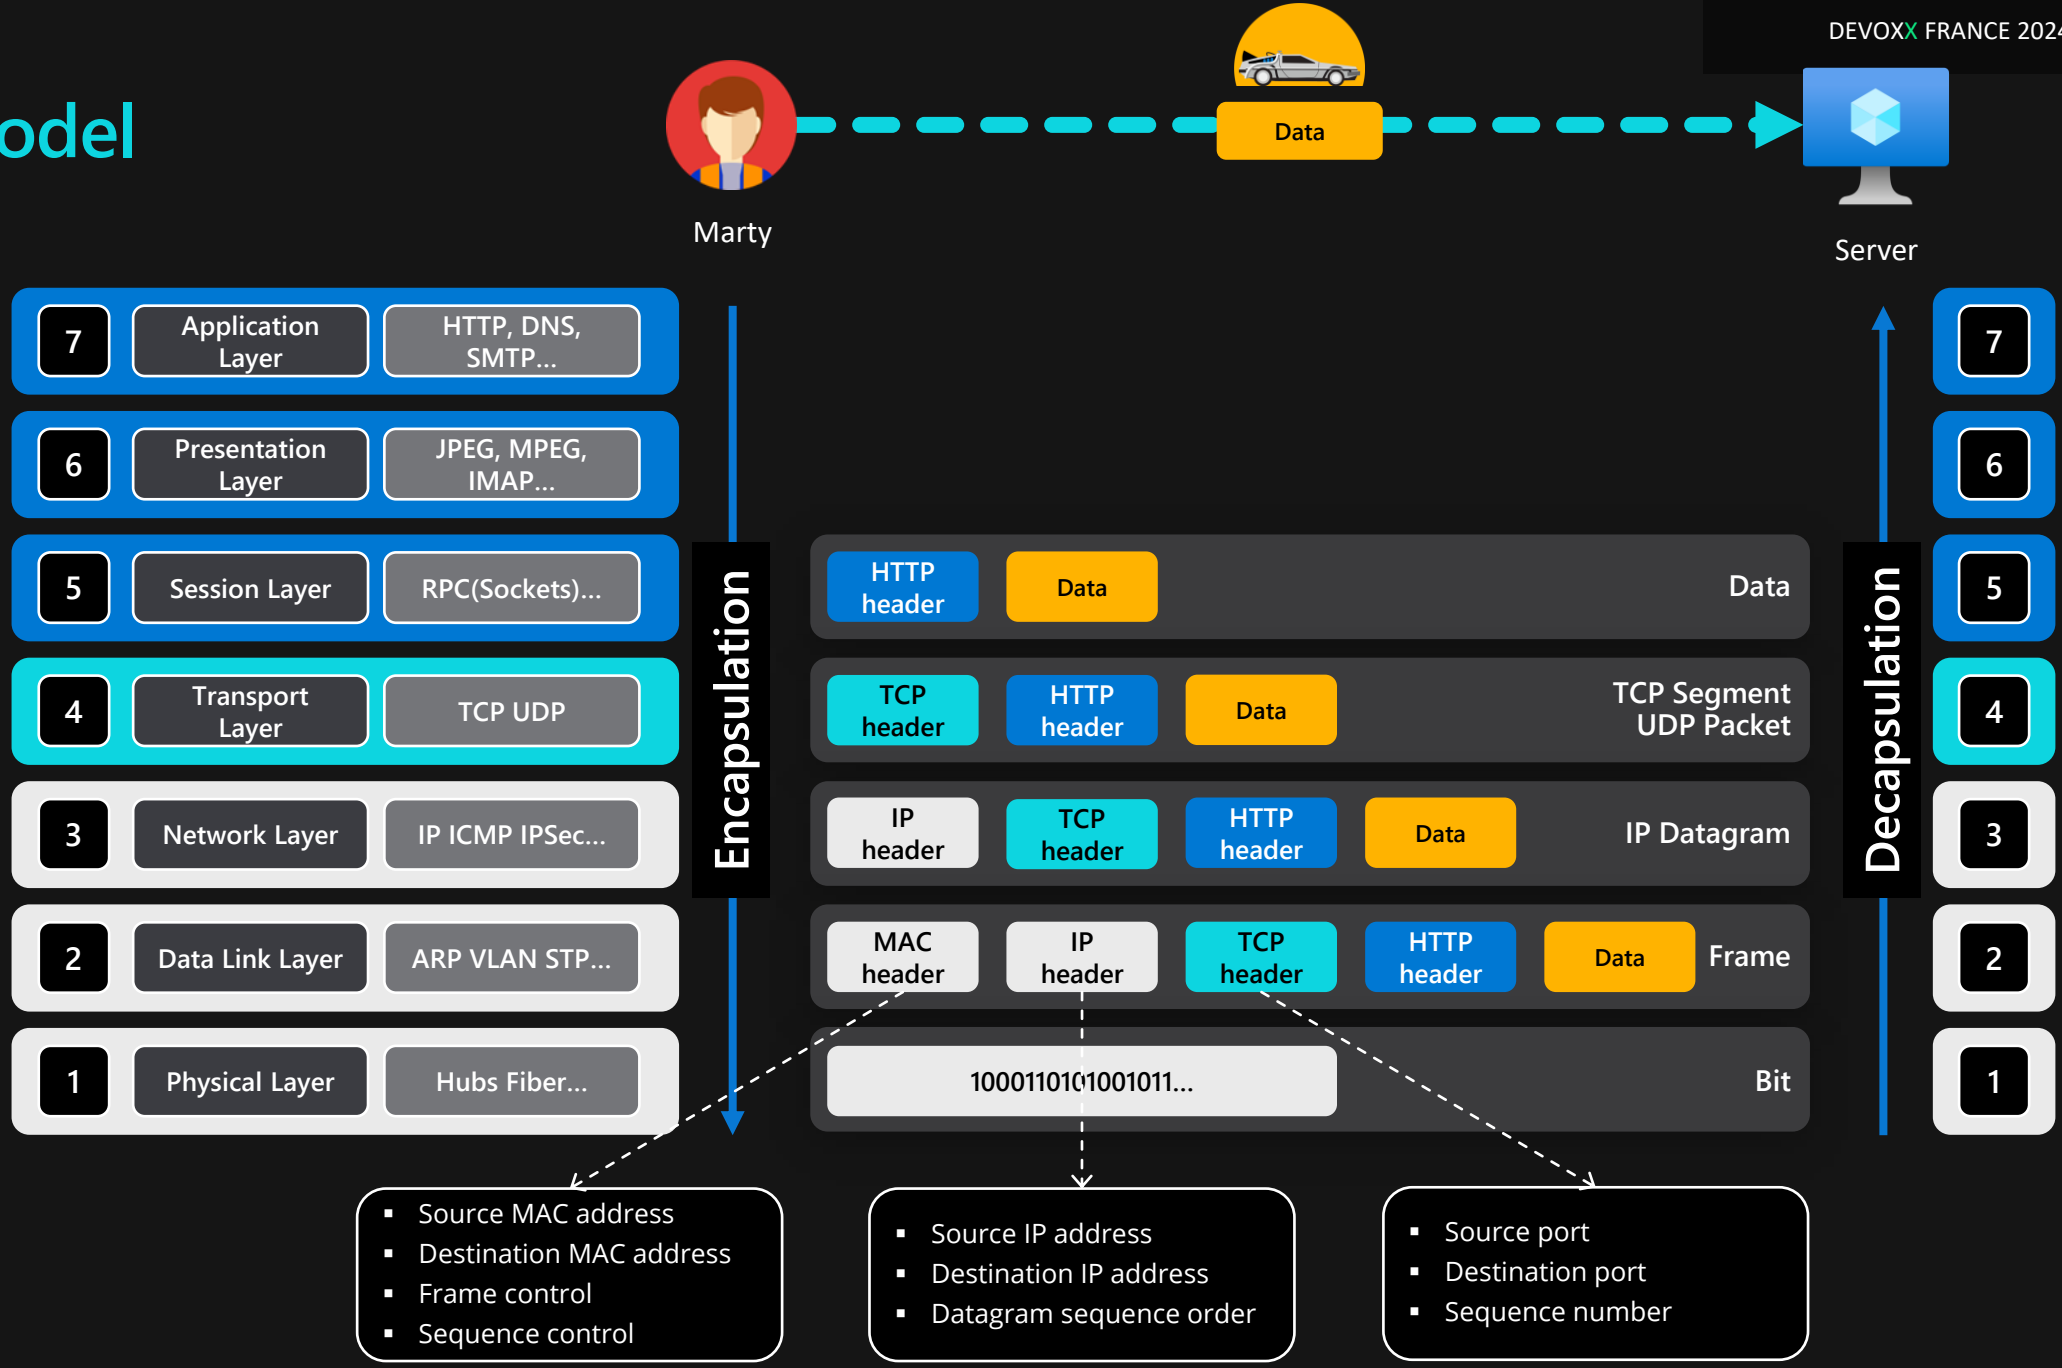 DEVOXX FRANCE 2024
odel
Data
Marty
Server
7
Application
Layer
HTTP, DNS,
SMTP...
7
6
Presentation
Layer
JPEG, MPEG,
IMAP...
6
5
Session Layer
RPC(Sockets)...
HTTP
header
Data
Data
5
4
Transport
Layer
TCP UDP
TCP
header
HTTP
header
Data
TCP Segment
UDP Packet
4
3
Network Layer
IP ICMP IPSec...
IP
header
TCP
header
HTTP
header
Data
IP Datagram
3
2
Data Link Layer
ARP VLAN STP...
MAC
header
IP
header
TCP
header
HTTP
header
Data
Frame
2
1
Physical Layer
Hubs Fiber...
1000110101001011...
Bit
1
Encapsulation
Decapsulation
▪ Source MAC address
▪ Destination MAC address
▪ Frame control
▪ Sequence control
▪ Source IP address
▪ Destination IP address
▪ Datagram sequence order
▪ Source port
▪ Destination port
▪ Sequence number